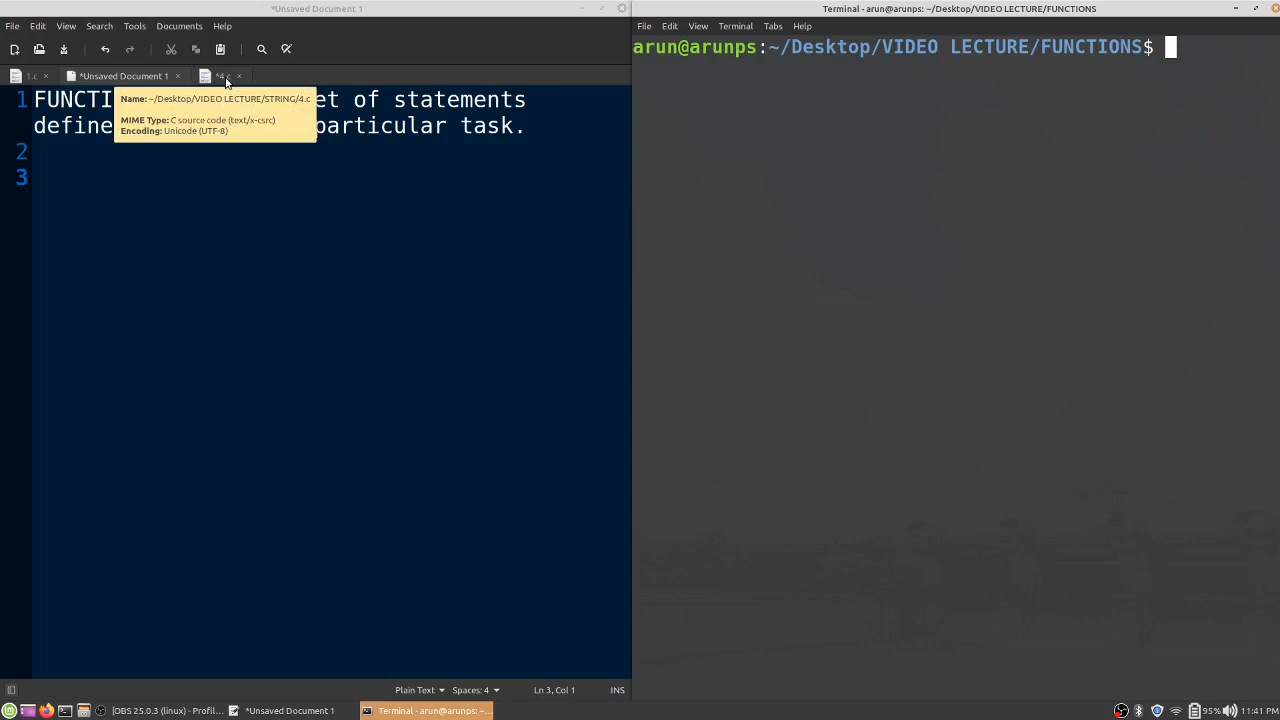 *Unsaved Document 1
Terminal - arun@arunps: ~/Desktop/VIDEO LECTURE/FUNCTIONS
File Edit View Search Tools Documents Help
File Edit View Terminal Tabs Help
arun@arunps:~/Desktop/VIDEO LECTURE/FUNCTIONS$
1.c *Unsaved Document 1 *4.c
1 FUNCTI et of statements
define particular task.
2
3
Name: ~/Desktop/VIDEO LECTURE/STRING/4.c
MIME Type: C source code (text/x-csrc)
Encoding: Unicode (UTF-8)
Plain Text Spaces: 4 Ln 3, Col 1 INS
[OBS 25.0.3 (linux) - Profil... *Unsaved Document 1 Terminal - arun@arunps: ~... 95% 11:41 PM